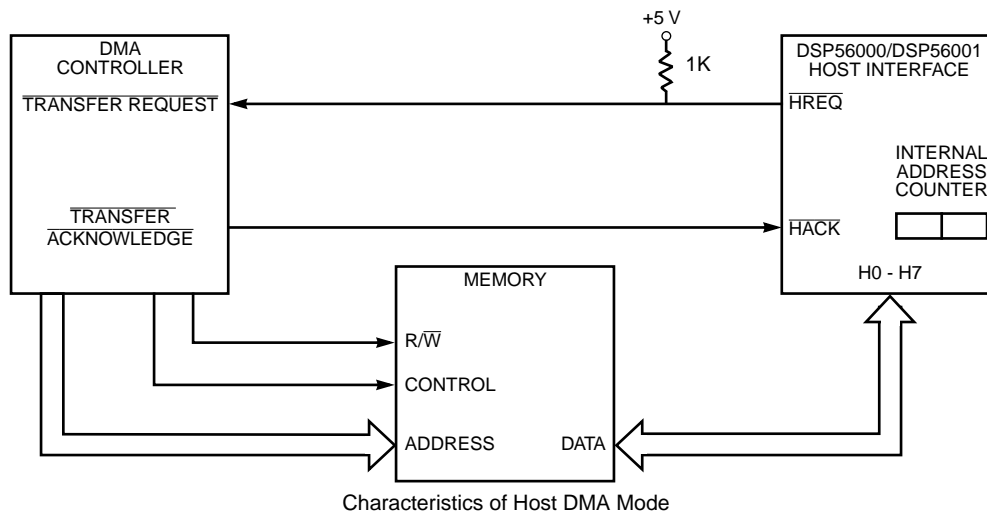 DMA
CONTROLLER
TRANSFER REQUEST
TRANSFER
ACKNOWLEDGE
+5 V
1K
DSP56000/DSP56001
HOST INTERFACE
HREQ
INTERNAL
ADDRESS
COUNTER
HACK
H0 - H7
MEMORY
R/W
CONTROL
ADDRESS
DATA
Characteristics of Host DMA Mode